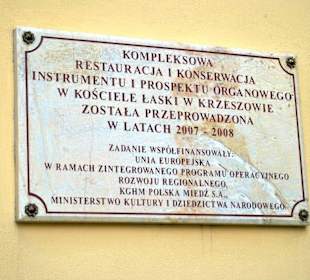 KOMPLEKSOWA
RESTAURACJA I KONSERWACJA
INSTRUMENTU I PROSPEKTU ORGANOWEGO
W KOŚCIELE ŁASKI W KRZESZOWIE
ZOSTAŁA PRZEPROWADZONA
W LATACH 2007 - 2008
ZADANIE WSPÓŁFINANSOWAŁY:
UNIA EUROPEJSKA
W RAMACH ZINTEGROWANEGO PROGRAMU OPERACYJNEGO
ROZWOJU REGIONALNEGO,
KGHM POLSKA MIEDŹ S.A.,
MINISTERSTWO KULTURY I DZIEDZICTWA NARODOWEGO